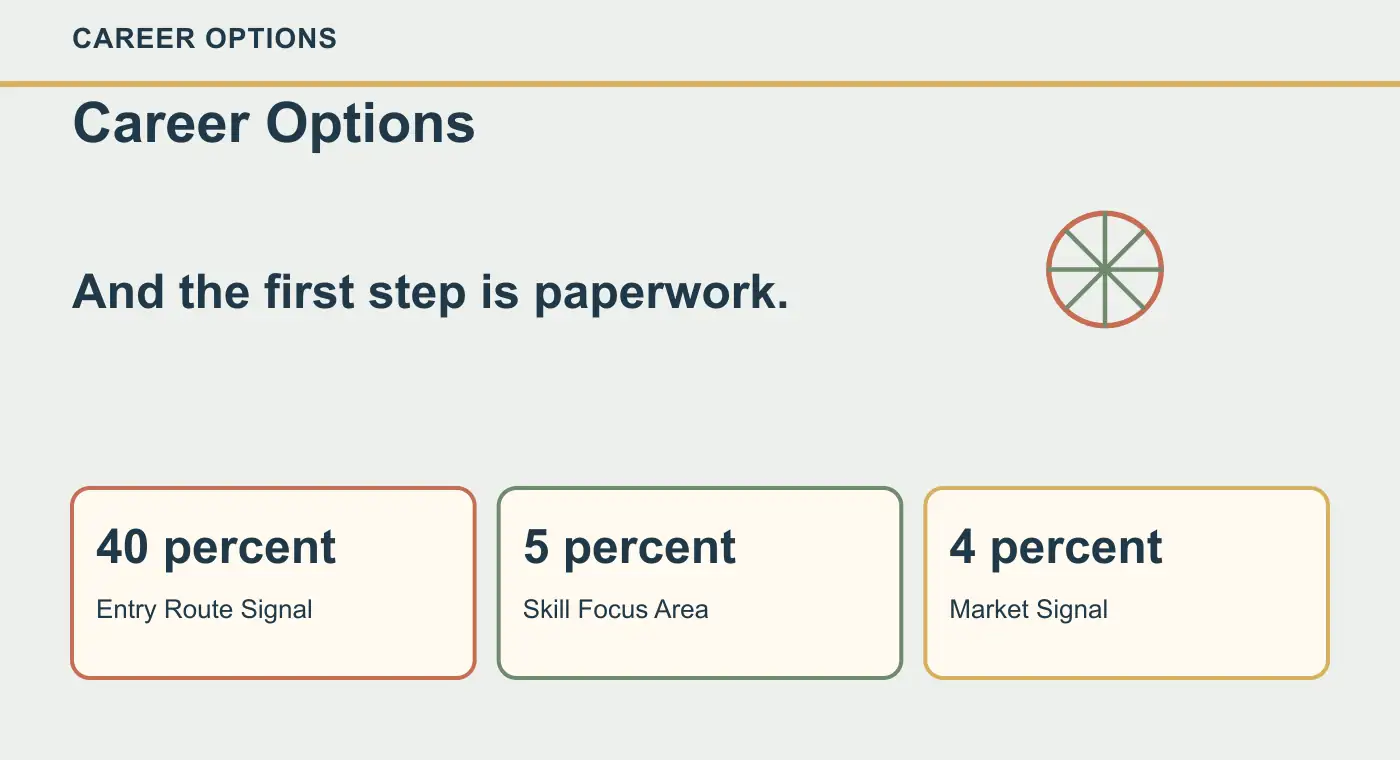 CAREER OPTIONS
Career Options
And the first step is paperwork.
40 percent
Entry Route Signal
5 percent
Skill Focus Area
4 percent
Market Signal